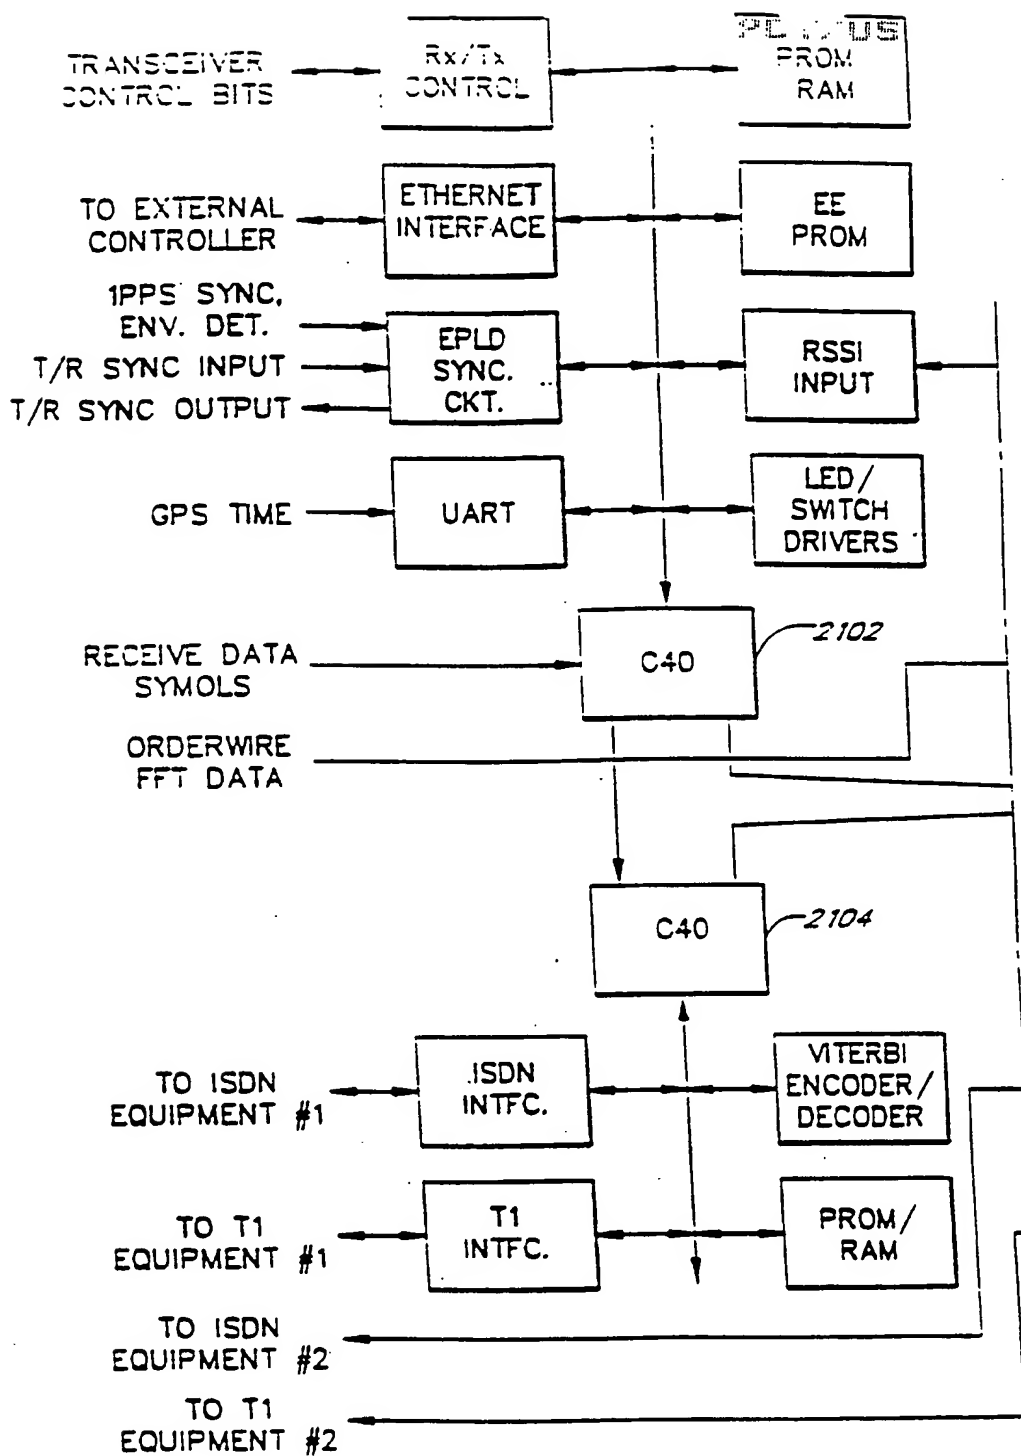 PC / US
TRANSCEIVER
CONTROL BITS
Rx/Tx
CONTROL
PROM
RAM
TO EXTERNAL
CONTROLLER
ETHERNET
INTERFACE
EE
PROM
1PPS SYNC,
ENV. DET.
T/R SYNC INPUT
T/R SYNC OUTPUT
EPLD
SYNC.
CKT.
RSSI
INPUT
GPS TIME
UART
LED/
SWITCH
DRIVERS
RECEIVE DATA
SYMOLS
C40
2102
ORDERWIRE
FFT DATA
C40
2104
TO ISDN
EQUIPMENT #1
ISDN
INTFC.
VITERBI
ENCODER/
DECODER
TO T1
EQUIPMENT #1
T1
INTFC.
PROM/
RAM
TO ISDN
EQUIPMENT #2
TO T1
EQUIPMENT #2